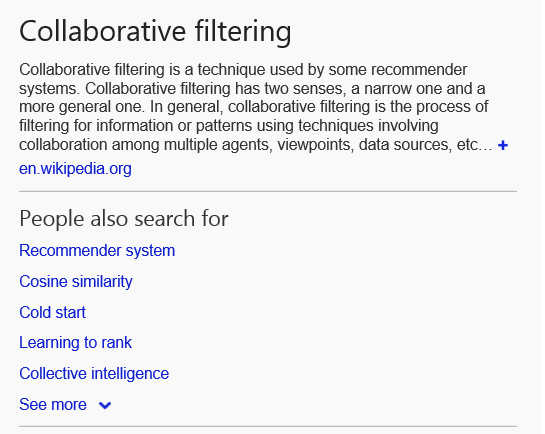 Collaborative filtering
Collaborative filtering is a technique used by some recommender
systems. Collaborative filtering has two senses, a narrow one and a
more general one. In general, collaborative filtering is the process of
filtering for information or patterns using techniques involving
collaboration among multiple agents, viewpoints, data sources, etc… +
en.wikipedia.org
People also search for
Recommender system
Cosine similarity
Cold start
Learning to rank
Collective intelligence
See more